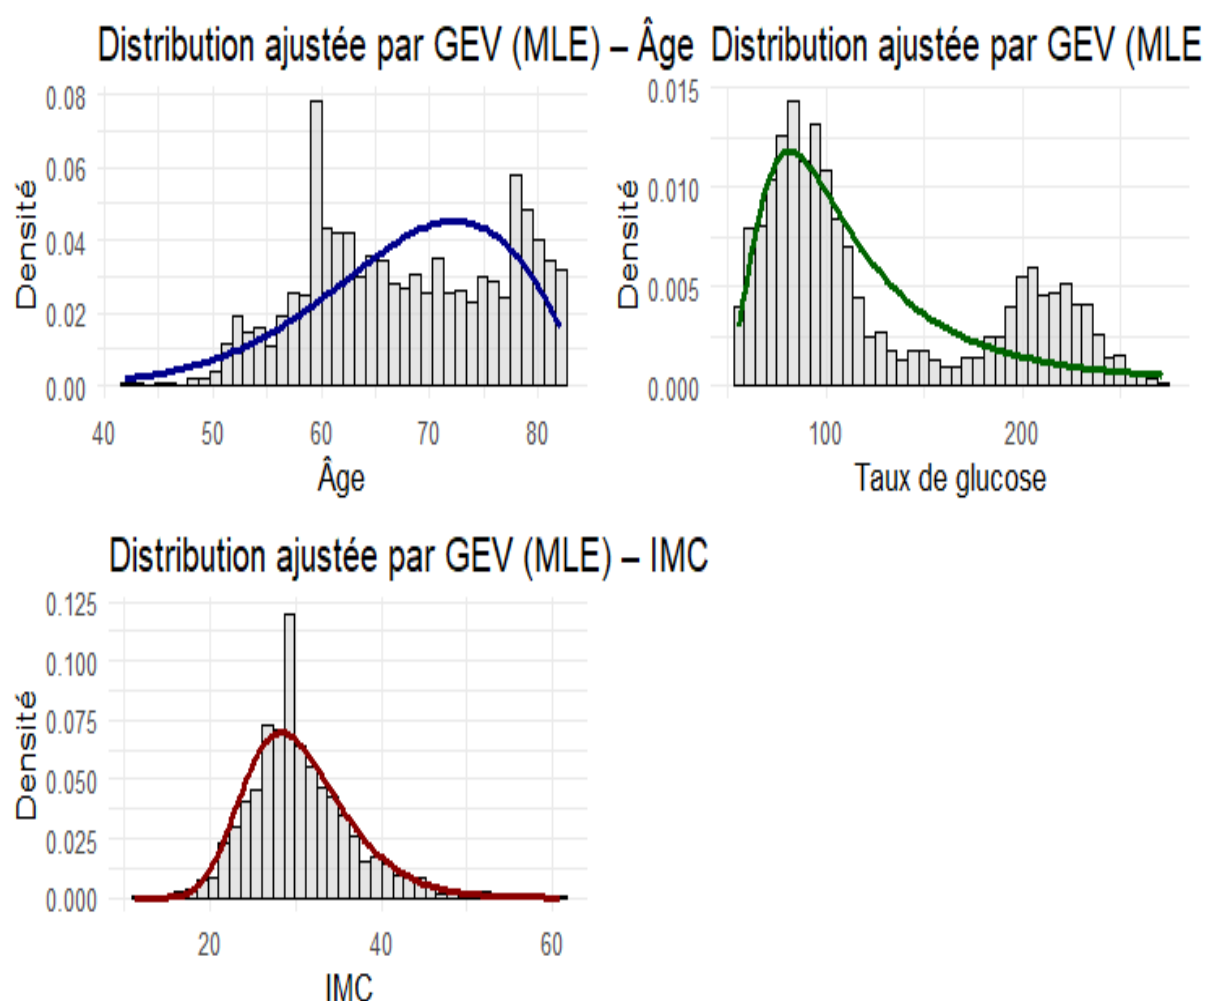 Distribution ajustée par GEV (MLE) – Âge
Densité
0.08
0.06
0.04
0.02
0.00
40 50 60 70 80
Âge
Distribution ajustée par GEV (MLE
Densité
0.015
0.010
0.005
0.000
100 200
Taux de glucose
Distribution ajustée par GEV (MLE) – IMC
Densité
0.125
0.100
0.075
0.050
0.025
0.000
20 40 60
IMC